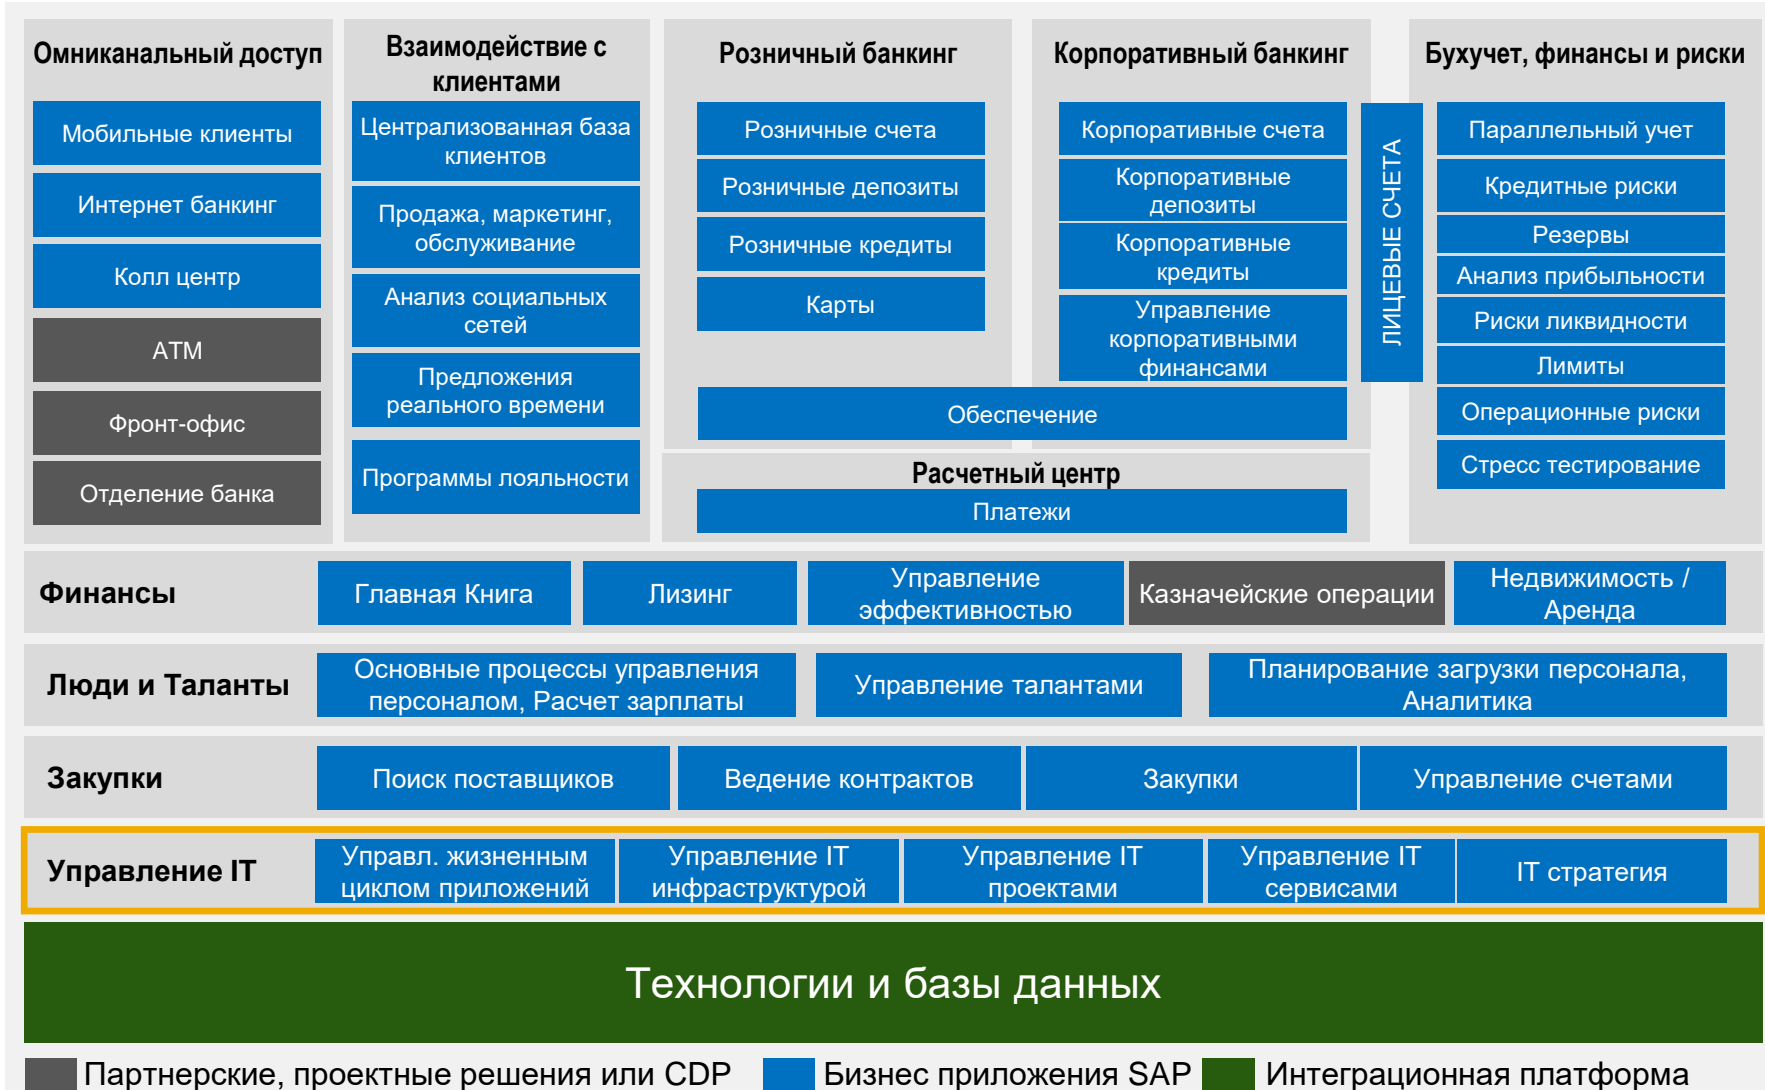 Омниканальный доступ
Мобильные клиенты
Интернет банкинг
Колл центр
ATM
Фронт-офис
Отделение банка
Взаимодействие с
клиентами
Централизованная база
клиентов
Продажа, маркетинг,
обслуживание
Анализ социальных
сетей
Предложения
реального времени
Программы лояльности
Розничный банкинг
Розничные счета
Розничные депозиты
Розничные кредиты
Карты
Корпоративный банкинг
Корпоративные счета
Корпоративные
депозиты
Корпоративные
кредиты
Управление
корпоративными
финансами
Обеспечение
Расчетный центр
Платежи
ЛИЦЕВЫЕ СЧЕТА
Бухучет, финансы и риски
Параллельный учет
Кредитные риски
Резервы
Анализ прибыльности
Риски ликвидности
Лимиты
Операционные риски
Стресс тестирование
Финансы
Главная Книга
Лизинг
Управление
эффективностью
Казначейские операции
Недвижимость /
Аренда
Люди и Таланты
Основные процессы управления
персоналом, Расчет зарплаты
Управление талантами
Планирование загрузки персонала,
Аналитика
Закупки
Поиск поставщиков
Ведение контрактов
Закупки
Управление счетами
Управление IT
Управл. жизненным
циклом приложений
Управление IT
инфраструктурой
Управление IT
проектами
Управление IT
сервисами
IT стратегия
Технологии и базы данных
Партнерские, проектные решения или CDP
Бизнес приложения SAP
Интеграционная платформа